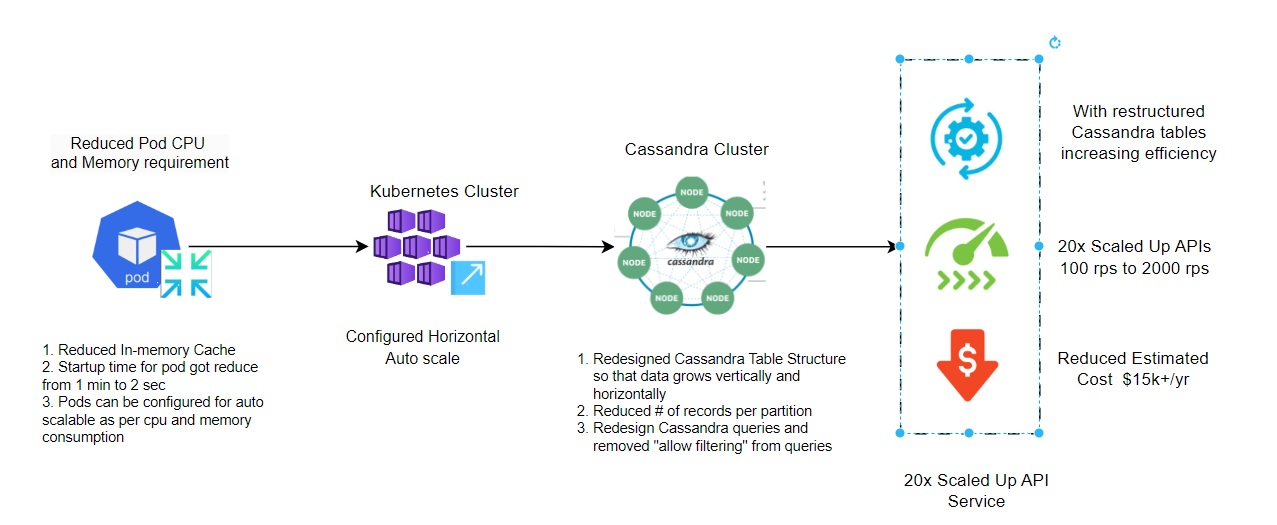 Reduced Pod CPU
and Memory requirement
pod
1. Reduced In-memory Cache
2. Startup time for pod got reduce
from 1 min to 2 sec
3. Pods can be configured for auto
scalable as per cpu and memory
consumption
Kubernetes Cluster
Configured Horizontal
Auto scale
Cassandra Cluster
NODE
NODE
NODE
NODE
NODE
NODE
NODE
cassandra
1. Redesigned Cassandra Table Structure
so that data grows vertically and
horizontally
2. Reduced # of records per partition
3. Redesign Cassandra queries and
removed "allow filtering" from queries
$
With restructured
Cassandra tables
increasing efficiency
20x Scaled Up APIs
100 rps to 2000 rps
Reduced Estimated
Cost $15k+/yr
20x Scaled Up API
Service